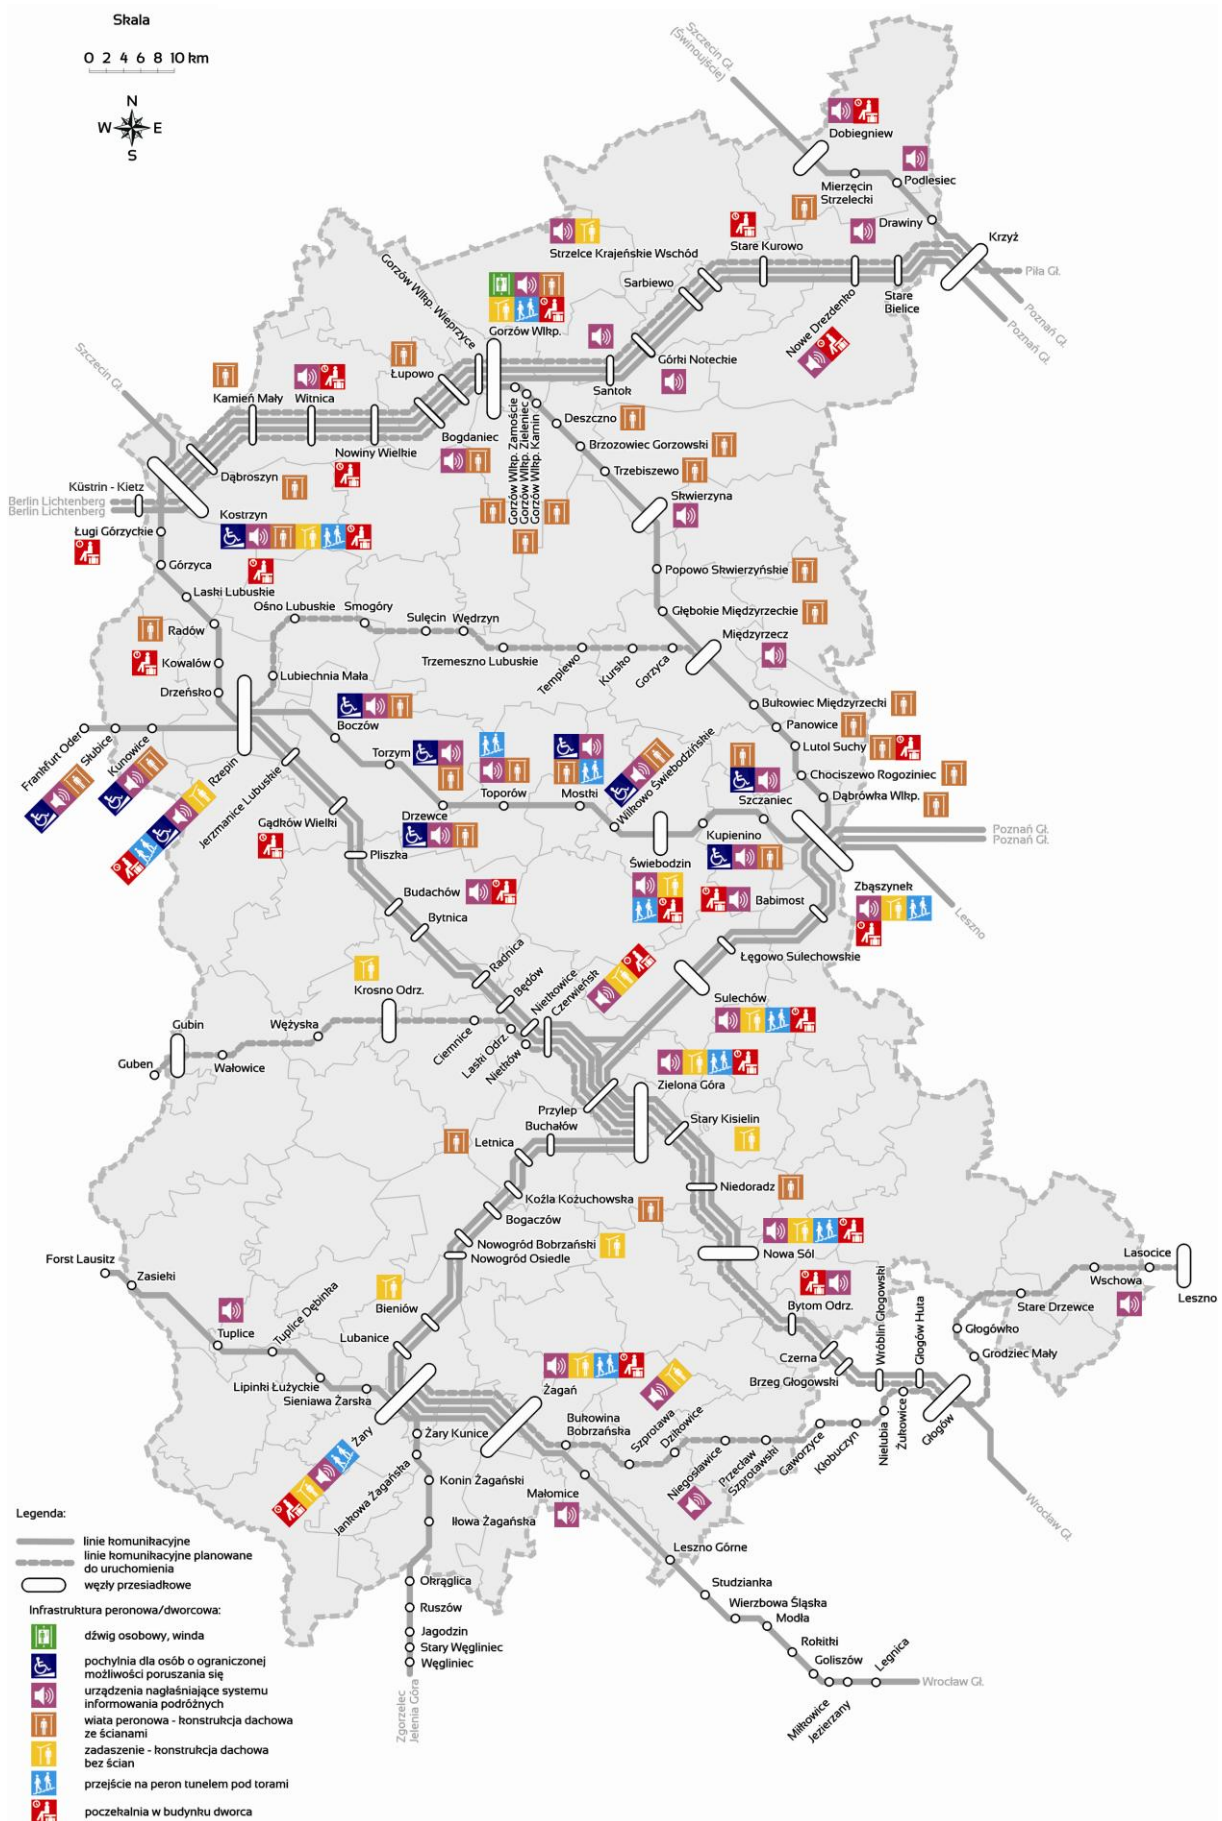 Skala
0 2 4 6 8 10 km
N
W E
S
Szczecin Gł.
(Świnoujście)
Dobiegniew
Mierzęcin
Strzelecki
Podlesiec
Drawiny
Krzyż
Piła Gł.
Poznań Gł.
Poznań Gł.
Strzelce Krajeńskie Wschód
Stare Kurowo
Sarbiewo
Nowe Drezdenko
Stare
Bielice
Gorzów Wlkp. Wieprzyce
Gorzów Wlkp.
Górki Noteckie
Santok
Szczecin Gł.
Łupowo
Kamień Mały
Witnica
Bogdaniec
Nowiny Wielkie
Dąbroszyn
Gorzów Wlkp. Zamoście
Gorzów Wlkp. Zieleniec
Gorzów Wlkp. Karnin
Deszczno
Brzozowiec Gorzowski
Trzebiszewo
Skwierzyna
Küstrin - Kietz
Berlin Lichtenberg
Berlin Lichtenberg
Kostrzyn
Ługi Górzyckie
Górzyca
Laski Lubuskie
Radów
Kowalów
Drzeńsko
Popowo Skwierzyńskie
Głębokie Międzyrzeckie
Międzyrzecz
Ośno Lubuskie
Smogóry
Sulęcin
Wędrzyn
Trzemeszno Lubuskie
Templewo
Kursko
Gorzyca
Lubiechnia Mała
Bukowiec Międzyrzecki
Panowice
Lutol Suchy
Chociszewo Rogoziniec
Dąbrówka Wlkp.
Frankfurt Oder
Słubice
Kunowice
Rzepin
Boczów
Torzym
Drzewce
Toporów
Mostki
Wilkowo Świebodzińskie
Świebodzin
Kupienino
Szczaniec
Poznań Gł.
Poznań Gł.
Zbąszynek
Leszno
Babimost
Łęgowo Sulechowskie
Jerzmanice Lubuskie
Gądków Wielki
Pliszka
Budachów
Bytnica
Radnica
Będów
Nietkowice
Czerwieńsk
Sulechów
Krosno Odrz.
Gubin
Guben
Wałowice
Wężyska
Ciemnice
Laski Odrz.
Nietków
Zielona Góra
Przylep
Buchałów
Stary Kisielin
Letnica
Niedoradz
Koźla Kożuchowska
Bogaczów
Nowogród Bobrzański
Nowogród Osiedle
Nowa Sól
Bieniów
Lubanice
Bytom Odrz.
Czerna
Brzeg Głogowski
Wróblin Głogowski
Głogów Huta
Lasocice
Wschowa
Leszno
Stare Drzewce
Głogówko
Grodziec Mały
Głogów
Wrocław Gł.
Forst Lausitz
Zasieki
Tuplice
Tuplice Dębinka
Lipinki Łużyckie
Sieniawa Żarska
Żary
Żary Kunice
Jankowa Żagańska
Konin Żagański
Iłowa Żagańska
Żagań
Bukowina
Bobrzańska
Szprotawa
Dzikowice
Niegosławice
Przecław
Szprotawski
Gaworzyce
Kłobuczyn
Nielubia
Żukowice
Małomice
Leszno Górne
Studzianka
Wierzbowa Śląska
Modła
Rokitki
Goliszów
Miłkowice
Jezierzany
Legnica
Wrocław Gł.
Okrąglica
Ruszów
Jagodzin
Stary Węgliniec
Węgliniec
Zgorzelec
Jelenia Góra
Legenda:
linie komunikacyjne
linie komunikacyjne planowane
do uruchomienia
węzły przesiadkowe
Infrastruktura peronowa/dworcowa:
dźwig osobowy, winda
pochylnia dla osób o ograniczonej
możliwości poruszania się
urządzenia nagłaśniające systemu
informowania podróżnych
wiata peronowa - konstrukcja dachowa
ze ścianami
zadaszenie - konstrukcja dachowa
bez ścian
przejście na peron tunelem pod torami
poczekalnia w budynku dworca